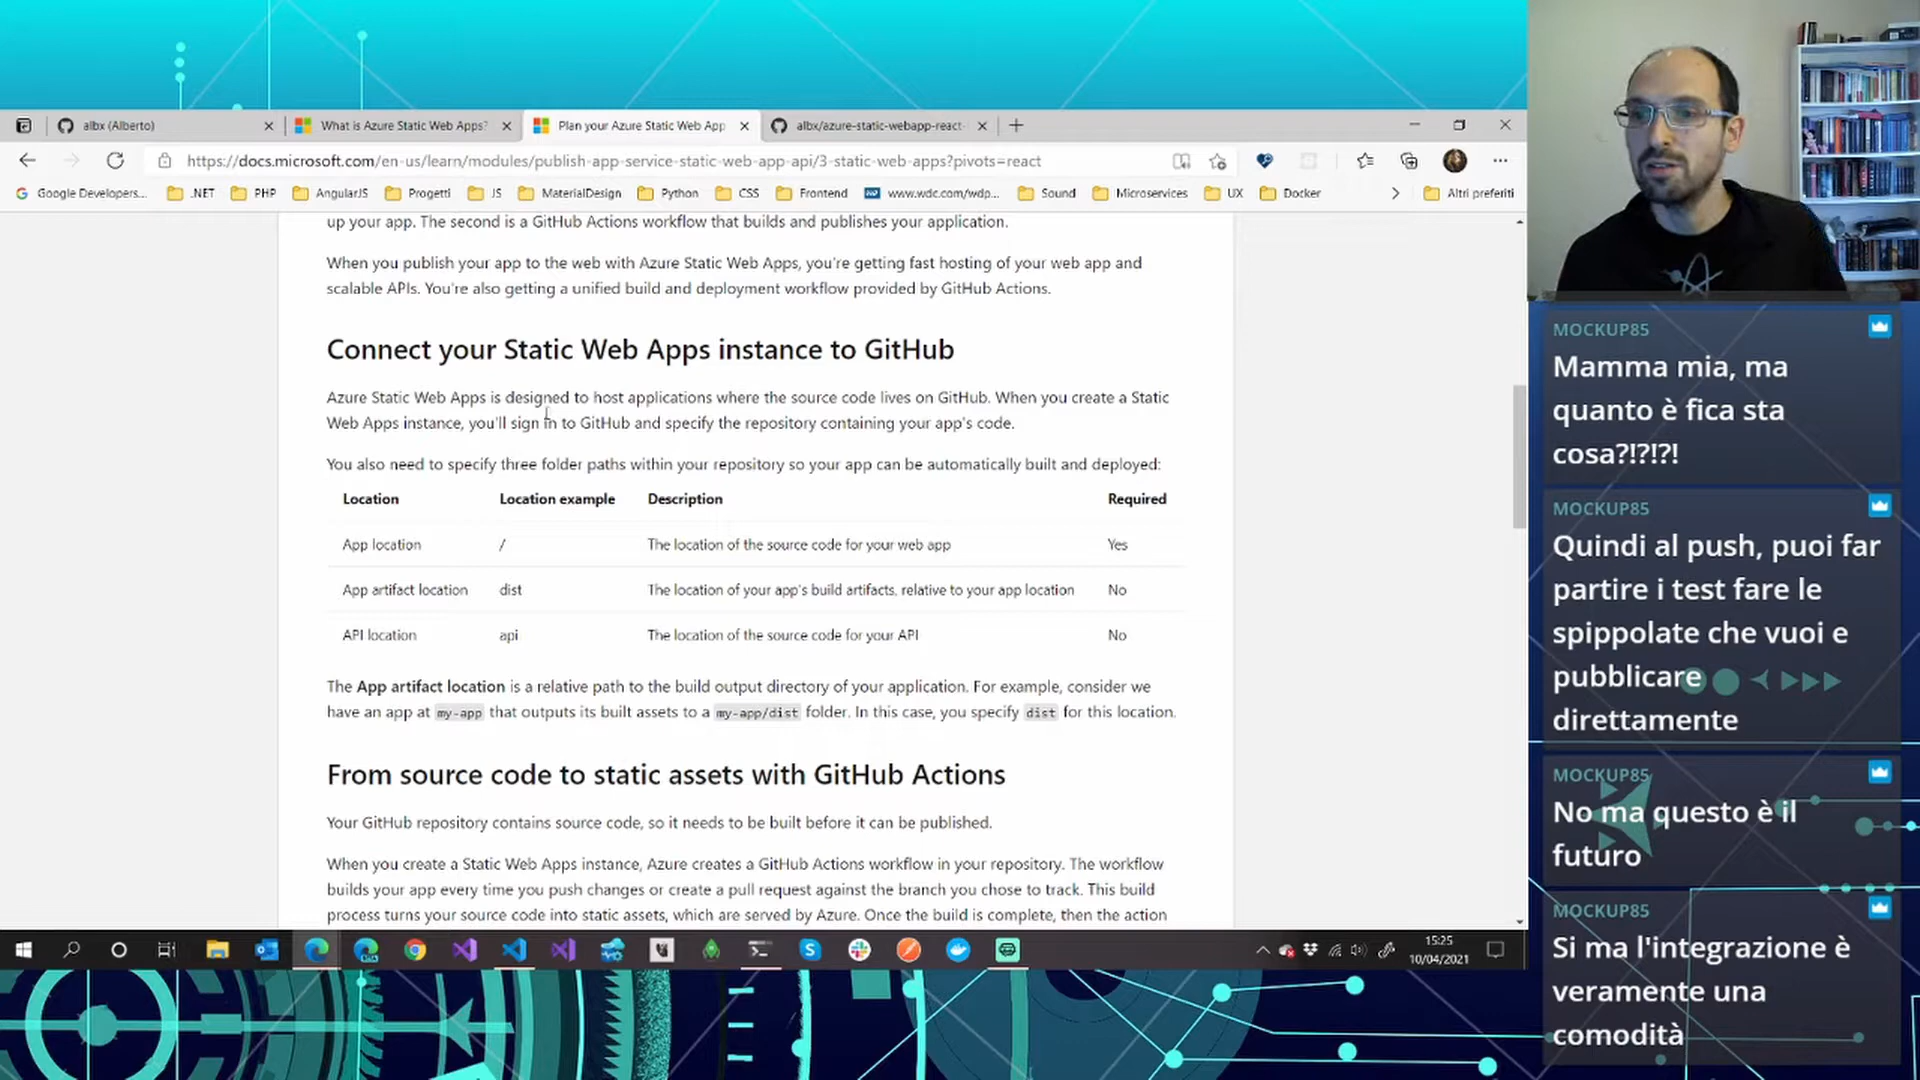 albx (Alberto)
What is Azure Static Web Apps?
Plan your Azure Static Web App
albx/azure-static-webapp-react-
https://docs.microsoft.com/en-us/learn/modules/publish-app-service-static-web-app-api/3-static-web-apps?pivots=react
Google Developers...
.NET
PHP
AngularJS
Progetti
JS
MaterialDesign
Python
CSS
Frontend
www.wdc.com/wdp...
Sound
Microservices
UX
Docker
Altri preferiti
up your app. The second is a GitHub Actions workflow that builds and publishes your application.
When you publish your app to the web with Azure Static Web Apps, you're getting fast hosting of your web app and
scalable APIs. You're also getting a unified build and deployment workflow provided by GitHub Actions.
Connect your Static Web Apps instance to GitHub
Azure Static Web Apps is designed to host applications where the source code lives on GitHub. When you create a Static
Web Apps instance, you'll sign in to GitHub and specify the repository containing your app's code.
You also need to specify three folder paths within your repository so your app can be automatically built and deployed:
Location Location example Description Required
App location / The location of the source code for your web app Yes
App artifact location dist The location of your app's build artifacts, relative to your app location No
API location api The location of the source code for your API No
The App artifact location is a relative path to the build output directory of your application. For example, consider we
have an app at my-app that outputs its built assets to a my-app/dist folder. In this case, you specify dist for this location.
From source code to static assets with GitHub Actions
Your GitHub repository contains source code, so it needs to be built before it can be published.
When you create a Static Web Apps instance, Azure creates a GitHub Actions workflow in your repository. The workflow
builds your app every time you push changes or create a pull request against the branch you chose to track. This build
process turns your source code into static assets, which are served by Azure. Once the build is complete, then the action
15:25
10/04/2021
MOCKUP85
Mamma mia, ma
quanto è fica sta
cosa?!?!?!
MOCKUP85
Quindi al push, puoi far
partire i test fare le
spippolate che vuoi e
pubblicare
direttamente
MOCKUP85
No ma questo è il
futuro
MOCKUP85
Si ma l'integrazione è
veramente una
comodità